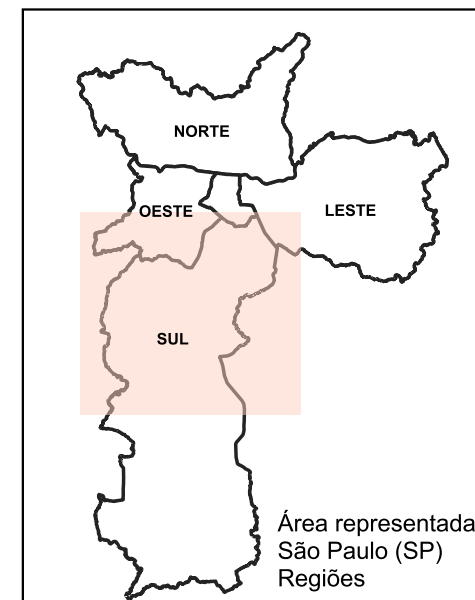 NORTE
OESTE
LESTE
SUL
Área representada
São Paulo (SP)
Regiões